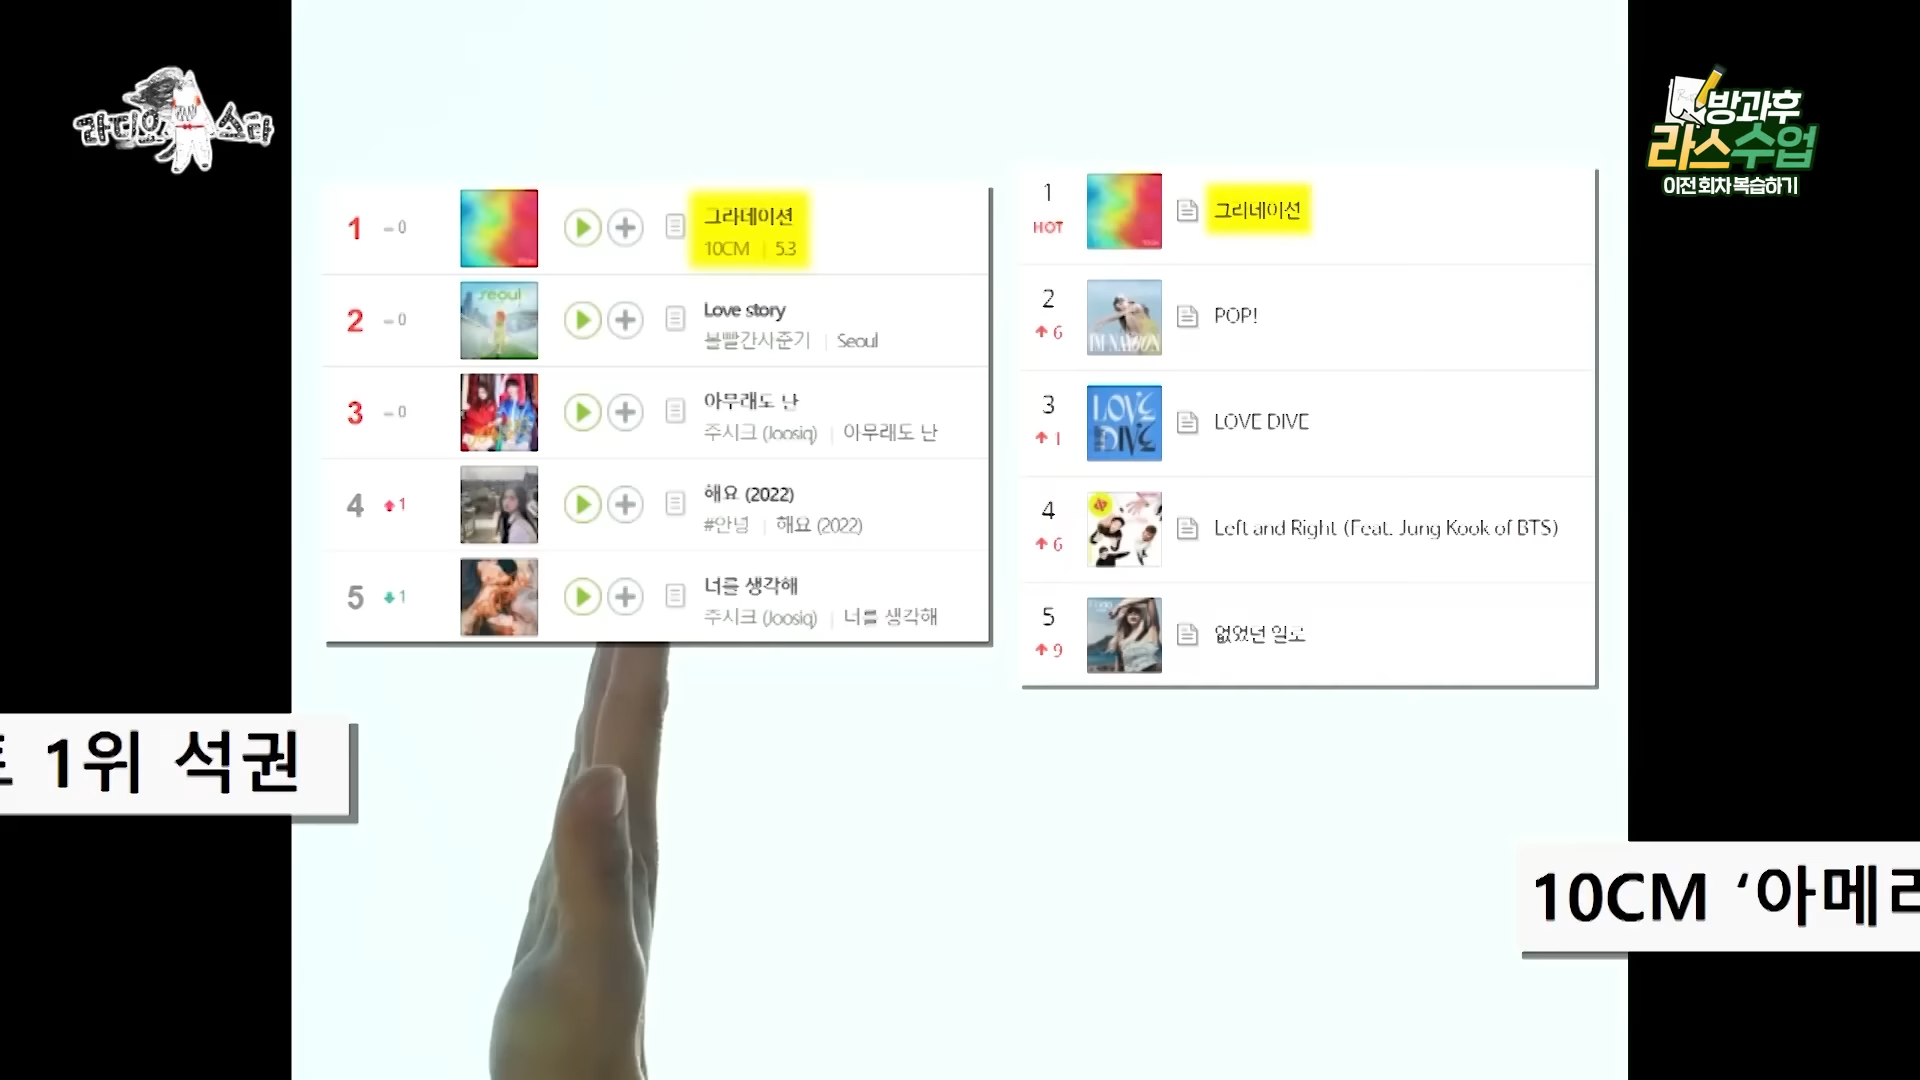 라디오스타
방과후
라스수업
이전 회차 복습하기
1 - 0
그라데이션
10CM | 5.3
2 - 0
seoul
Love story
볼빨간사춘기 | Seoul
3 - 0
아무래도 난
주시크 (Joosiq) | 아무래도 난
4 1
해요 (2022)
#안녕 | 해요 (2022)
5 1
너를 생각해
주시크 (Joosiq) | 너를 생각해
1
HOT
그라데이션
2
6
IM NAYEON
POP!
3
1
LOVE
DIVE
LOVE DIVE
4
6
Left and Right (Feat. Jung Kook of BTS)
5
9
없었던 일로
1위 석권
10CM ‘아메리